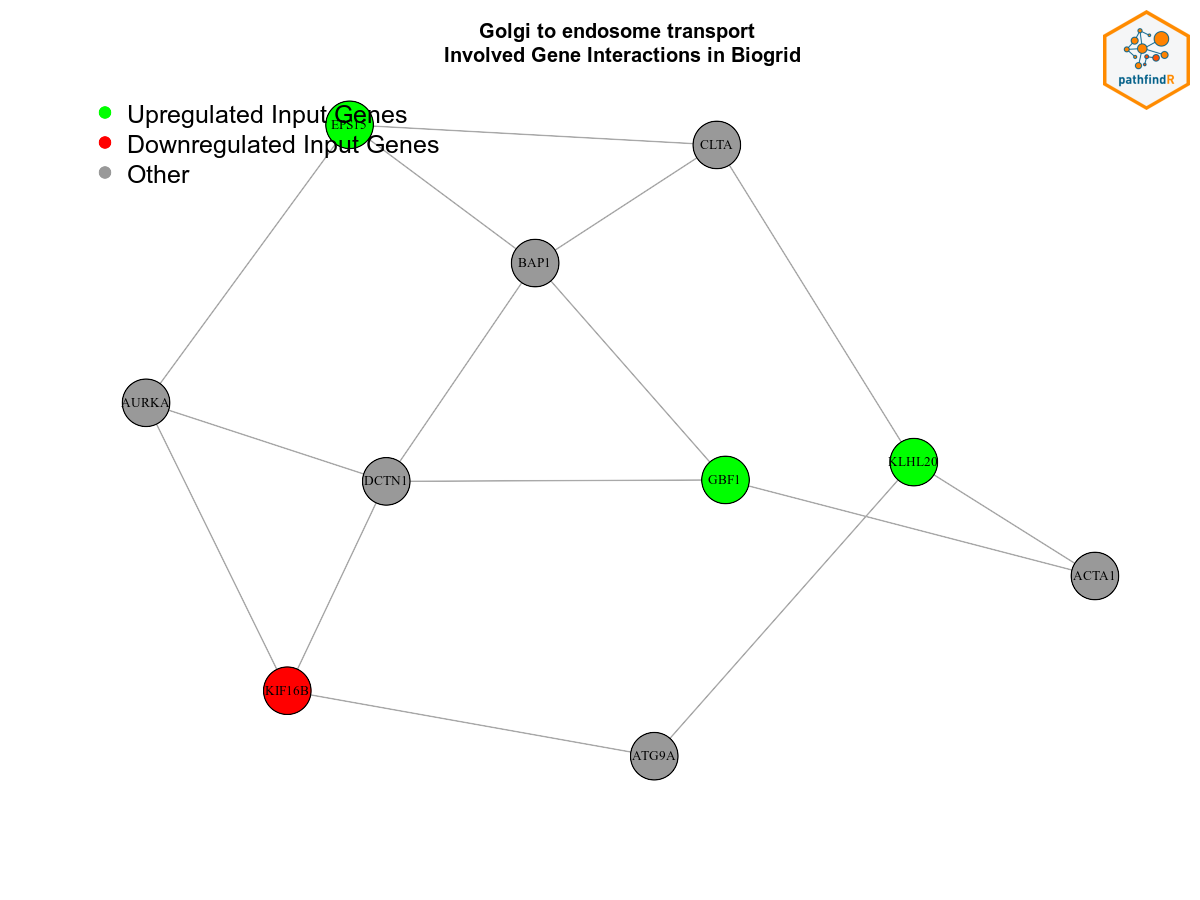 Golgi to endosome transport
Involved Gene Interactions in Biogrid
pathfindR
Upregulated Input Genes
Downregulated Input Genes
Other
EPS15
CLTA
BAP1
AURKA
DCTN1
GBF1
KLHL20
ACTA1
KIF16B
ATG9A